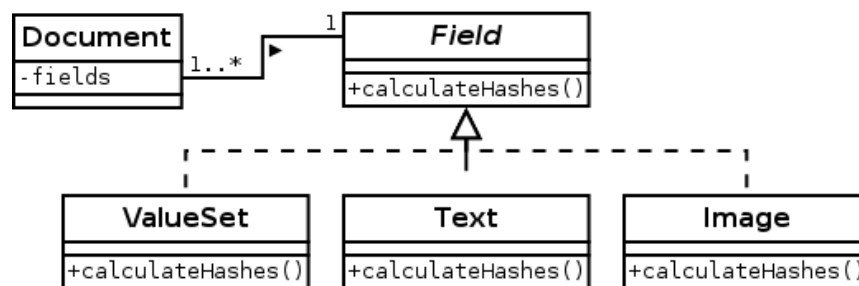 Document
-fields
1..*
1
Field
+calculateHashes()
ValueSet
+calculateHashes()
Text
+calculateHashes()
Image
+calculateHashes()